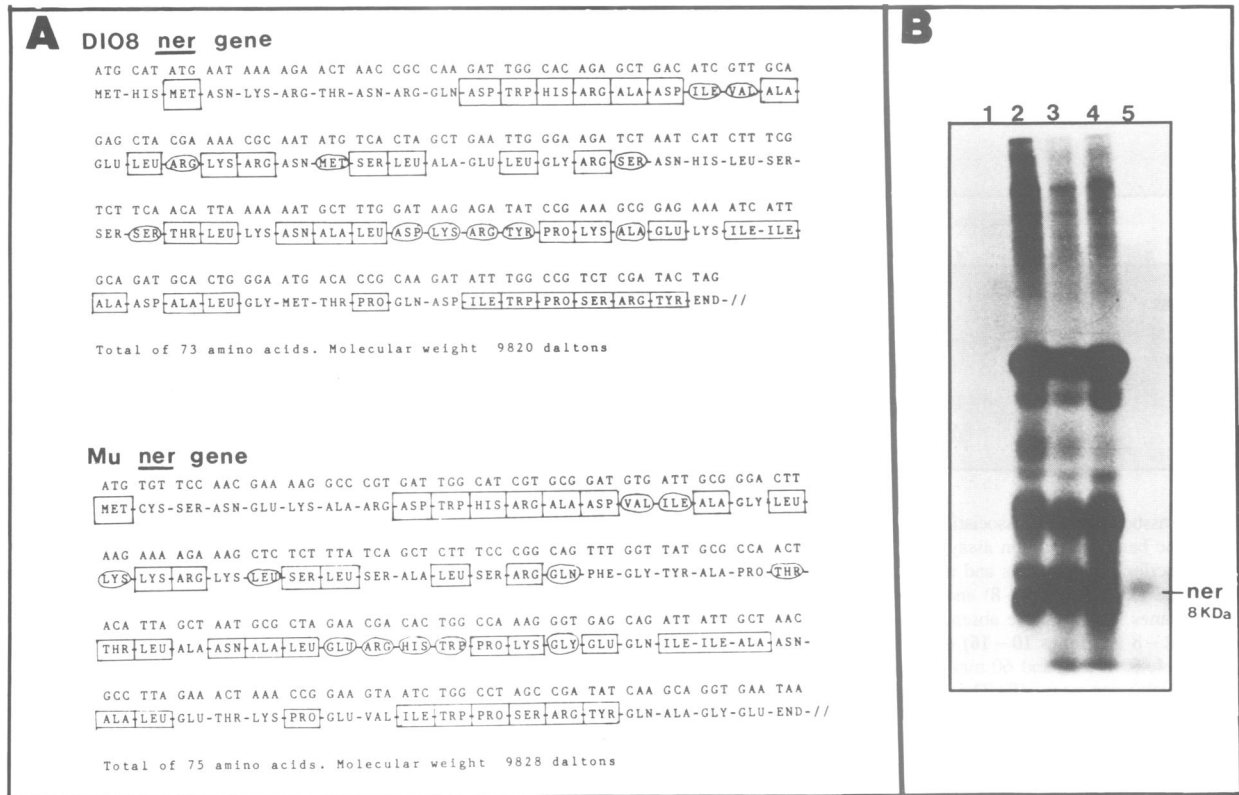 A
D108 ner gene
ATG CAT ATG AAT AAA AGA ACT AAC CGC CAA GAT TGG CAC AGA GCT GAC ATC GTT GCA
MET-HIS-MET-ASN-LYS-ARG-THR-ASN-ARG-GLN-ASP-TRP-HIS-ARG-ALA-ASP-ILE-VAL-ALA-
GAG CTA CGA AAA CGC AAT ATG TCA CTA GCT GAA TTG GGA AGA TCT AAT CAT CTT TCG
GLU-LEU-ARG-LYS-ARG-ASN-MET-SER-LEU-ALA-GLU-LEU-GLY-ARG-SER-ASN-HIS-LEU-SER-
TCT TCA ACA TTA AAA AAT GCT TTG GAT AAG AGA TAT CCG AAA GCG GAG AAA ATC ATT
SER-SER-THR-LEU-LYS-ASN-ALA-LEU-ASP-LYS-ARG-TYR-PRO-LYS-ALA-GLU-LYS-ILE-ILE-
GCA GAT GCA CTG GGA ATG ACA CCG CAA GAT ATT TGG CCG TCT CGA TAC TAG
ALA-ASP-ALA-LEU-GLY-MET-THR-PRO-GLN-ASP-ILE-TRP-PRO-SER-ARG-TYR-END-//
Total of 73 amino acids. Molecular weight 9820 daltons
Mu ner gene
ATG TGT TCC AAC GAA AAG GCC CGT GAT TGG CAT CGT GCG GAT GTG ATT GCG GGA CTT
MET-CYS-SER-ASN-GLU-LYS-ALA-ARG-ASP-TRP-HIS-ARG-ALA-ASP-VAL-ILE-ALA-GLY-LEU
AAG AAA AGA AAG CTC TCT TTA TCA GCT CTT TCC CGG CAG TTT GGT TAT GCG CCA ACT
LYS-LYS-ARG-LYS-LEU-SER-LEU-SER-ALA-LEU-SER-ARG-GLN-PHE-GLY-TYR-ALA-PRO-THR
ACA TTA GCT AAT GCG CTG GAA CGA CAC TGG CCA AAG GGT GAG CAG ATT ATT GCT AAC
THR-LEU-ALA-ASN-ALA-LEU-GLU-ARG-HIS-TRP-PRO-LYS-GLY-GLU-GLN-ILE-ILE-ALA-ASN-
GCC TTA GAA ACT AAA CCG GAA GTA ATC TGG CCT AGC CGA TAT CAA GCA GGT GAA TAA
ALA-LEU-GLU-THR-LYS-PRO-GLU-VAL-ILE-TRP-PRO-SER-ARG-TYR-GLN-ALA-GLY-GLU-END-//
Total of 75 amino acids. Molecular weight 9828 daltons
B
1 2 3 4 5
ner
8 KDa